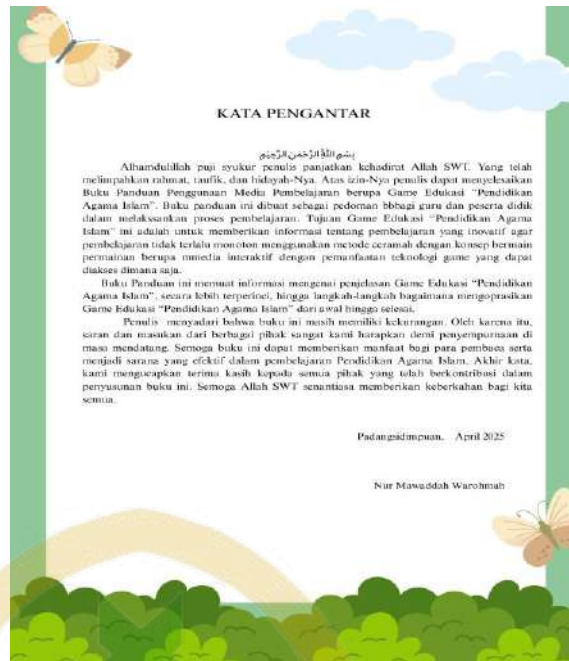 KATA PENGANTAR
بِسْمِ اللَّهِ الرَّحْمَنِ الرَّحِيْمِ
Alhamdulillah puji syukur penulis panjatkan kehadirat Allah SWT. Yang telah
melimpahkan rahmat, taufik, dan hidayah-Nya. Atas izin-Nya penulis dapat menyelesaikan
Buku Panduan Penggunaan Media Pembelajaran berupa Game Edukasi “Pendidikan
Agama Islam”. Buku panduan ini dibuat sebagai pedoman bbbagi guru dan peserta didik
dalam melakssankan proses pembelajaran. Tujuan Game Edukasi “Pendidikan Agama
Islam” ini adalah untuk memberikan informasi tentang pembelajaran yang inovatif agar
pembelajaran tidak terlalu monoton menggunakan metode ceramah dengan konsep bermain
permainan berupa mmedia interaktif dengan pemanfaatan teknologi game yang dapat
diakses dimana saja.
Buku Panduan ini memuat informasi mengenai penjelasan Game Edukasi “Pendidikan
Agama Islam”, secara lebih terperinci, hingga langkah-langkah bagaimana mengoprasikan
Game Edukasi “Pendidikan Agama Islam” dari awal hingga selesai.
Penulis menyadari bahwa buku ini masih memiliki kekurangan. Oleh karena itu,
saran dan masukan dari berbagai pihak sangat kami harapkan demi penyempurnaan di
masa mendatang. Semoga buku ini dapat memberikan manfaat bagi para pembaca serta
menjadi sarana yang efektif dalam pembelajaran Pendidikan Agama Islam. Akhir kata,
kami mengucapkan terima kasih kepada semua pihak yang telah berkontribusi dalam
penyusunan buku ini. Semoga Allah SWT senantiasa memberikan keberkahan bagi kita
semua.
Padangsidimpuan, April 2025
Nur Mawaddah Warohmah